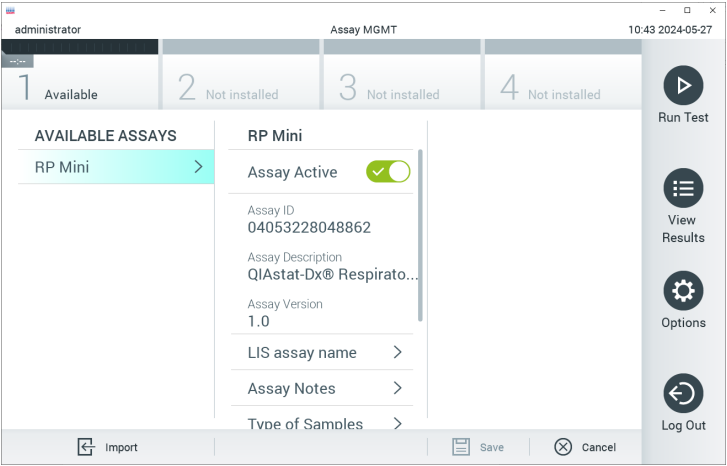 administrator
Assay MGMT
10:43 2024-05-27
--:--
1 Available
2 Not installed
3 Not installed
4 Not installed
AVAILABLE ASSAYS
RP Mini
RP Mini
Assay Active
Assay ID
04053228048862
Assay Description
QIAstat-Dx® Respirato...
Assay Version
1.0
LIS assay name
Assay Notes
Type of Samples
Run Test
View
Results
Options
Log Out
Import
Save
Cancel